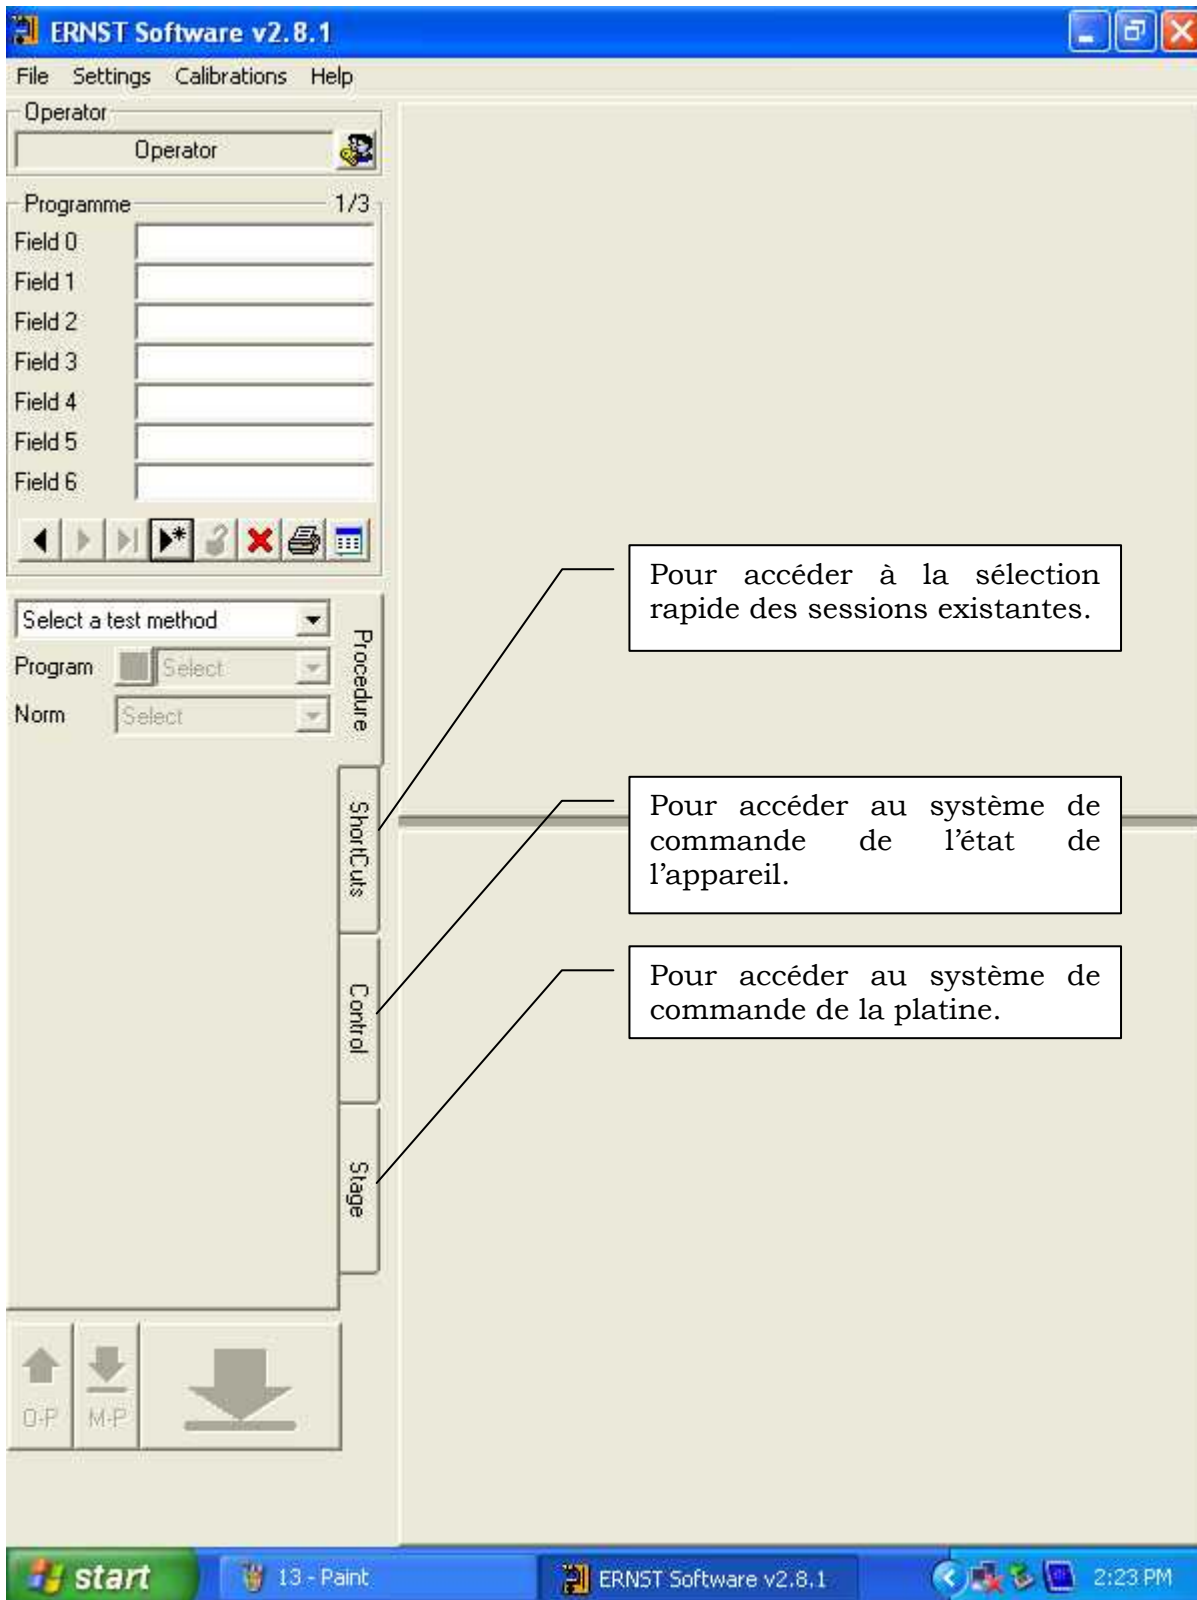 ERNST Software v2.8.1
File Settings Calibrations Help
Operator
Operator
Programme 1/3
Field 0
Field 1
Field 2
Field 3
Field 4
Field 5
Field 6
Select a test method
Program Select
Norm Select
Procedure
ShortCuts
Control
Stage
Pour accéder à la sélection
rapide des sessions existantes.
Pour accéder au système de
commande de l’état de
l’appareil.
Pour accéder au système de
commande de la platine.
O-P M-P
start 13 - Paint ERNST Software v2.8.1 2:23 PM